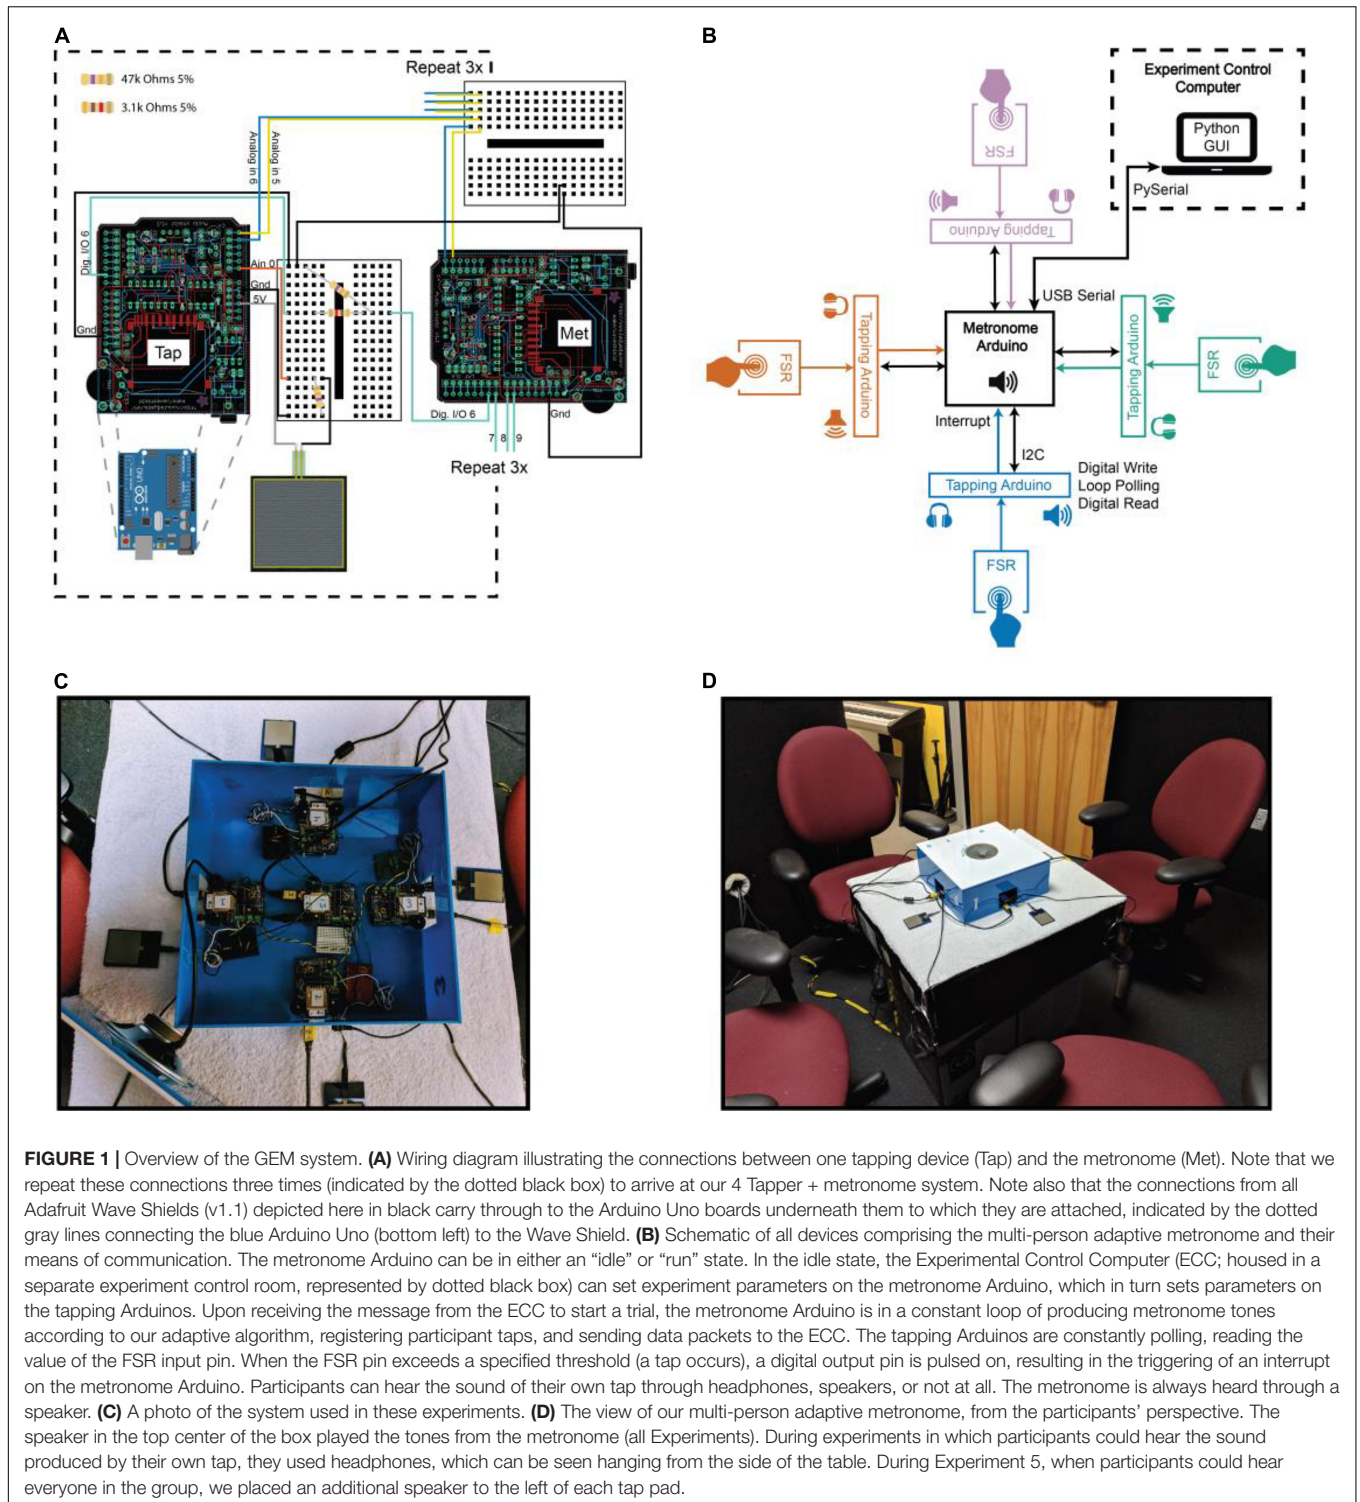 A
47k Ohms 5%
3.1k Ohms 5%
Repeat 3x
Analog in 6
Analog in 5
Dig. I/O 6
Gnd
Ain 0
Gnd
5V
Tap
Met
Dig. I/O 6
7
8
9
Gnd
Repeat 3x
B
Experiment Control
Computer
Python
GUI
PySerial
FSR
Tapping Arduino
USB Serial
Metronome
Arduino
FSR
Tapping Arduino
Tapping Arduino
FSR
Interrupt
I2C
Tapping Arduino
Digital Write
Loop Polling
Digital Read
FSR
C
3
D
1
FIGURE 1 | Overview of the GEM system. (A) Wiring diagram illustrating the connections between one tapping device (Tap) and the metronome (Met). Note that we
repeat these connections three times (indicated by the dotted black box) to arrive at our 4 Tapper + metronome system. Note also that the connections from all
Adafruit Wave Shields (v1.1) depicted here in black carry through to the Arduino Uno boards underneath them to which they are attached, indicated by the dotted
gray lines connecting the blue Arduino Uno (bottom left) to the Wave Shield. (B) Schematic of all devices comprising the multi-person adaptive metronome and their
means of communication. The metronome Arduino can be in either an “idle” or “run” state. In the idle state, the Experimental Control Computer (ECC; housed in a
separate experiment control room, represented by dotted black box) can set experiment parameters on the metronome Arduino, which in turn sets parameters on
the tapping Arduinos. Upon receiving the message from the ECC to start a trial, the metronome Arduino is in a constant loop of producing metronome tones
according to our adaptive algorithm, registering participant taps, and sending data packets to the ECC. The tapping Arduinos are constantly polling, reading the
value of the FSR input pin. When the FSR pin exceeds a specified threshold (a tap occurs), a digital output pin is pulsed on, resulting in the triggering of an interrupt
on the metronome Arduino. Participants can hear the sound of their own tap through headphones, speakers, or not at all. The metronome is always heard through a
speaker. (C) A photo of the system used in these experiments. (D) The view of our multi-person adaptive metronome, from the participants’ perspective. The
speaker in the top center of the box played the tones from the metronome (all Experiments). During experiments in which participants could hear the sound
produced by their own tap, they used headphones, which can be seen hanging from the side of the table. During Experiment 5, when participants could hear
everyone in the group, we placed an additional speaker to the left of each tap pad.